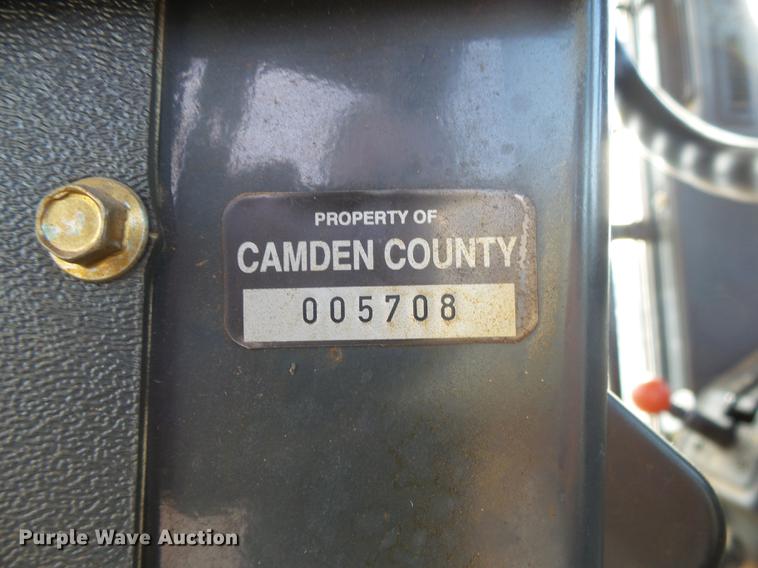 PROPERTY OF
CAMDEN COUNTY
005708
Purple Wave Auction